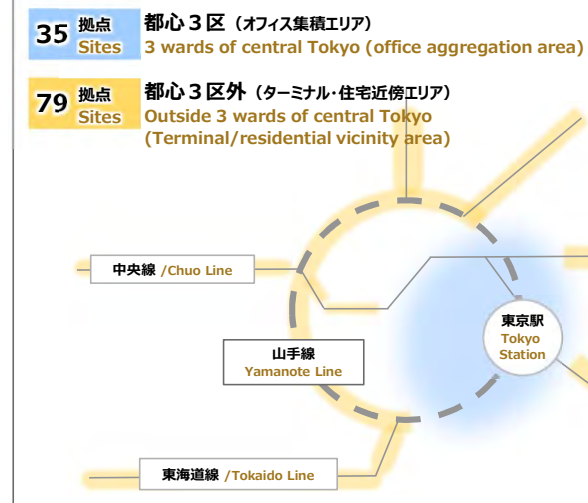 35 拠点 Sites
都心3区（オフィス集積エリア）
3 wards of central Tokyo (office aggregation area)
79 拠点 Sites
都心３区外（ターミナル・住宅近傍エリア）
Outside 3 wards of central Tokyo
(Terminal/residential vicinity area)
中央線 /Chuo Line
東京駅
Tokyo
Station
山手線
Yamanote Line
東海道線 /Tokaido Line